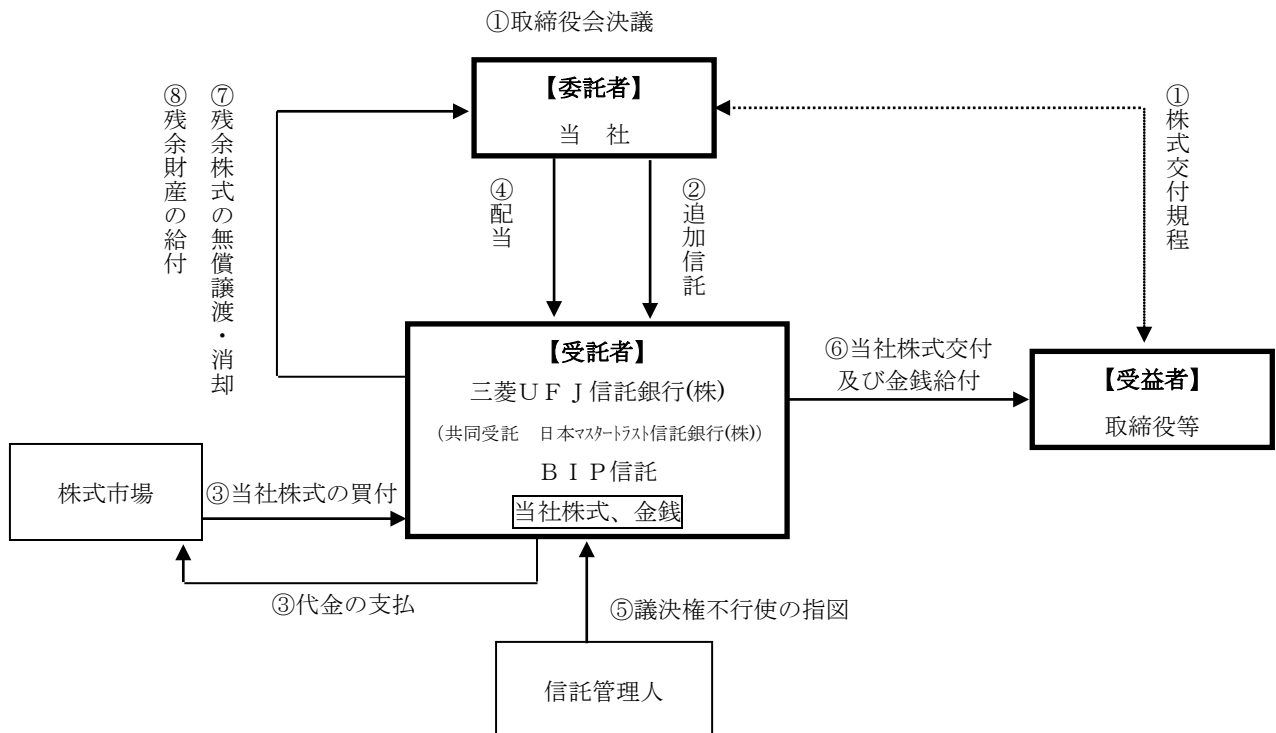 ①取締役会決議
【委託者】
当　社
⑧残余財産の給付
⑦残余株式の無償譲渡・消却
④配当
②追加信託
①株式交付規程
【受託者】
三菱ＵＦＪ信託銀行(株)
(共同受託　日本ﾏｽﾀｰﾄﾗｽﾄ信託銀行(株))
ＢＩＰ信託
当社株式、金銭
⑥当社株式交付
及び金銭給付
【受益者】
取締役等
株式市場
③当社株式の買付
③代金の支払
⑤議決権不行使の指図
信託管理人